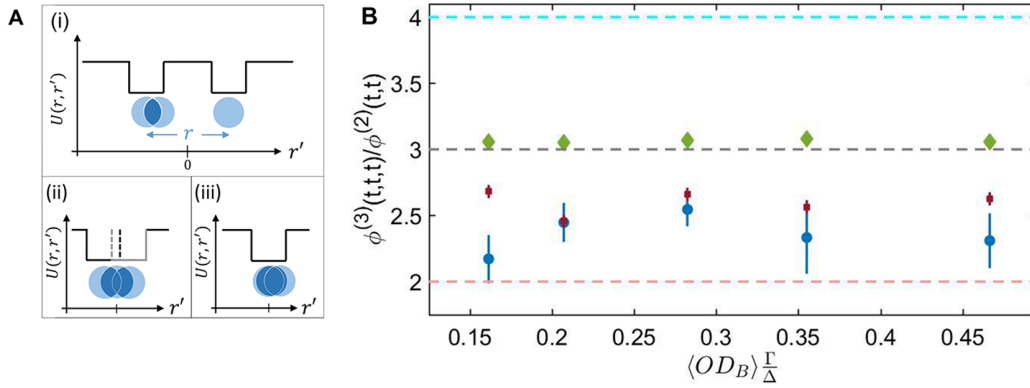 A
(i)
U(r,r′)
r
0
r′
(ii)
U(r,r′)
r′
(iii)
U(r,r′)
r′
B
ϕ^(3)(t,t,t)/ϕ^(2)(t,t)
4
3.5
3
2.5
2
0.15 0.2 0.25 0.3 0.35 0.4 0.45
⟨OD_B⟩ Γ/Δ